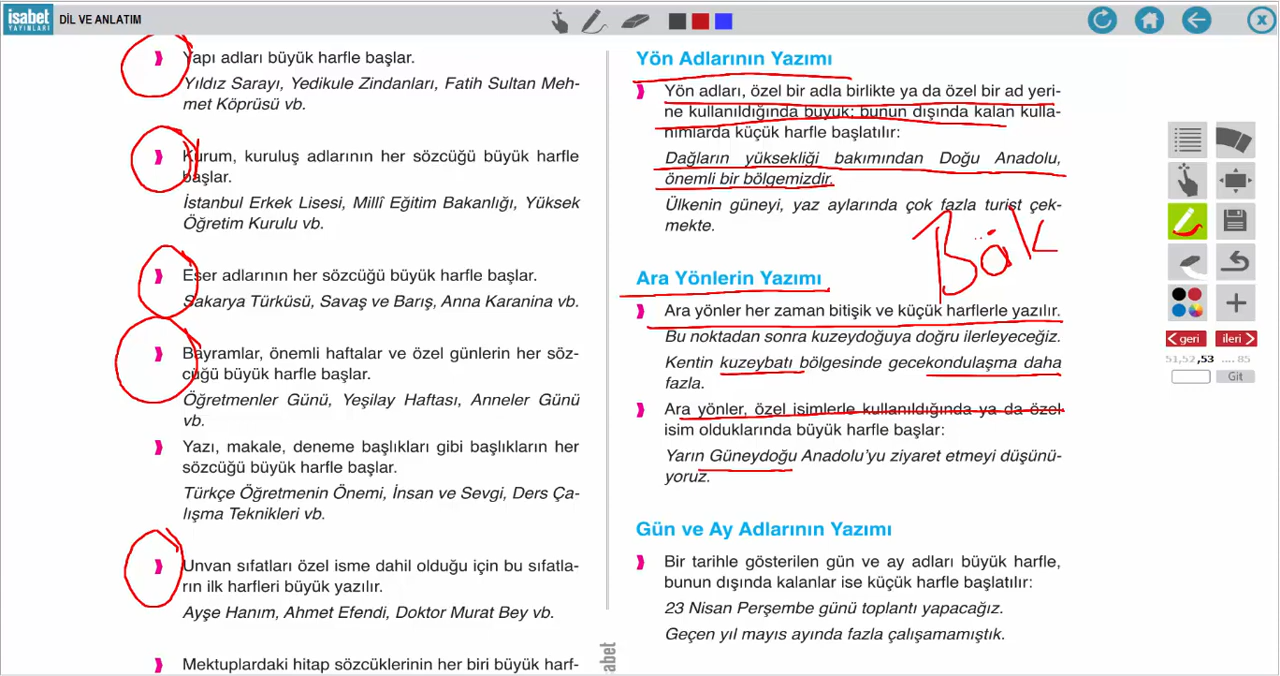 isabet
YAYINLARI
DİL VE ANLATIM
Yapı adları büyük harfle başlar.
Yıldız Sarayı, Yedikule Zindanları, Fatih Sultan Meh-
met Köprüsü vb.
Kurum, kuruluş adlarının her sözcüğü büyük harfle
başlar.
İstanbul Erkek Lisesi, Millî Eğitim Bakanlığı, Yüksek
Öğretim Kurulu vb.
Eser adlarının her sözcüğü büyük harfle başlar.
Sakarya Türküsü, Savaş ve Barış, Anna Karanina vb.
Bayramlar, önemli haftalar ve özel günlerin her söz-
cüğü büyük harfle başlar.
Öğretmenler Günü, Yeşilay Haftası, Anneler Günü
vb.
Yazı, makale, deneme başlıkları gibi başlıkların her
sözcüğü büyük harfle başlar.
Türkçe Öğretmenin Önemi, İnsan ve Sevgi, Ders Ça-
lışma Teknikleri vb.
Unvan sıfatları özel isme dahil olduğu için bu sıfatla-
rın ilk harfleri büyük yazılır.
Ayşe Hanım, Ahmet Efendi, Doktor Murat Bey vb.
Mektuplardaki hitap sözcüklerinin her biri büyük harf-
Yön Adlarının Yazımı
Yön adları, özel bir adla birlikte ya da özel bir ad yeri-
ne kullanıldığında büyük; bunun dışında kalan kulla-
nımlarda küçük harfle başlatılır:
Dağların yüksekliği bakımından Doğu Anadolu,
önemli bir bölgemizdir.
Ülkenin güneyi, yaz aylarında çok fazla turist çek-
mekte.
Ara Yönlerin Yazımı
Ara yönler her zaman bitişik ve küçük harflerle yazılır.
Bu noktadan sonra kuzeydoğuya doğru ilerleyeceğiz.
Kentin kuzeybatı bölgesinde gecekondulaşma daha
fazla.
Ara yönler, özel isimlerle kullanıldığında ya da özel
isim olduklarında büyük harfle başlar:
Yarın Güneydoğu Anadolu'yu ziyaret etmeyi düşünü-
yoruz.
Gün ve Ay Adlarının Yazımı
Bir tarihle gösterilen gün ve ay adları büyük harfle,
bunun dışında kalanlar ise küçük harfle başlatılır:
23 Nisan Perşembe günü toplantı yapacağız.
Geçen yıl mayıs ayında fazla çalışamamıştık.
abet
geri
ileri
51,52,53 .... 85
Git